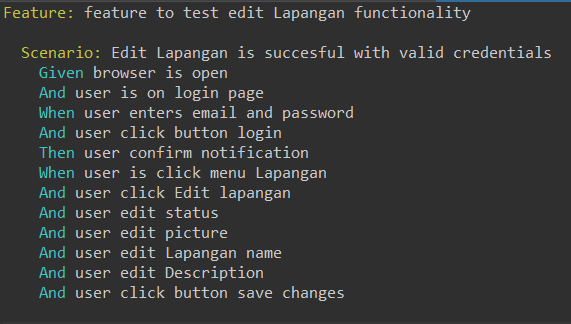 Feature: feature to test edit Lapangan functionality
Scenario: Edit Lapangan is succesful with valid credentials
Given browser is open
And user is on login page
When user enters email and password
And user click button login
Then user confirm notification
When user is click menu Lapangan
And user click Edit lapangan
And user edit status
And user edit picture
And user edit Lapangan name
And user edit Description
And user click button save changes